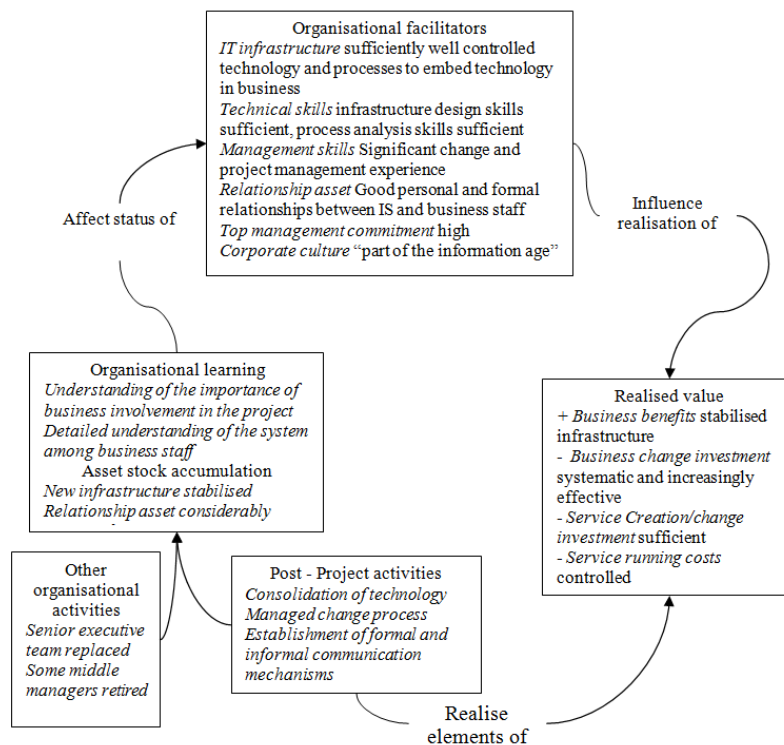 Organisational facilitators
IT infrastructure sufficiently well controlled
technology and processes to embed technology
in business
Technical skills infrastructure design skills
sufficient, process analysis skills sufficient
Management skills Significant change and
project management experience
Relationship asset Good personal and formal
relationships between IS and business staff
Top management commitment high
Corporate culture “part of the information age”
Affect status of
Influence
realisation of
Organisational learning
Understanding of the importance of
business involvement in the project
Detailed understanding of the system
among business staff
Asset stock accumulation
New infrastructure stabilised
Relationship asset considerably
Realised value
+ Business benefits stabilised
infrastructure
- Business change investment
systematic and increasingly
effective
- Service Creation/change
investment sufficient
- Service running costs
controlled
Other
organisational
activities
Senior executive
team replaced
Some middle
managers retired
Post - Project activities
Consolidation of technology
Managed change process
Establishment of formal and
informal communication
mechanisms
Realise
elements of